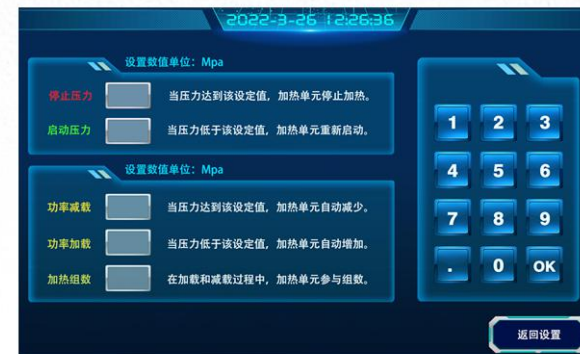 2022-3-26 12:26:36
设置数值单位：Mpa
停止压力 当压力达到该设定值，加热单元停止加热。
启动压力 当压力低于该设定值，加热单元重新启动。
设置数值单位：Mpa
功率减载 当压力达到该设定值，加热单元自动减少。
功率加载 当压力低于该设定值，加热单元自动增加。
加热组数 在加载和减载过程中，加热单元参与组数。
1 2 3
4 5 6
7 8 9
. 0 OK
返回设置